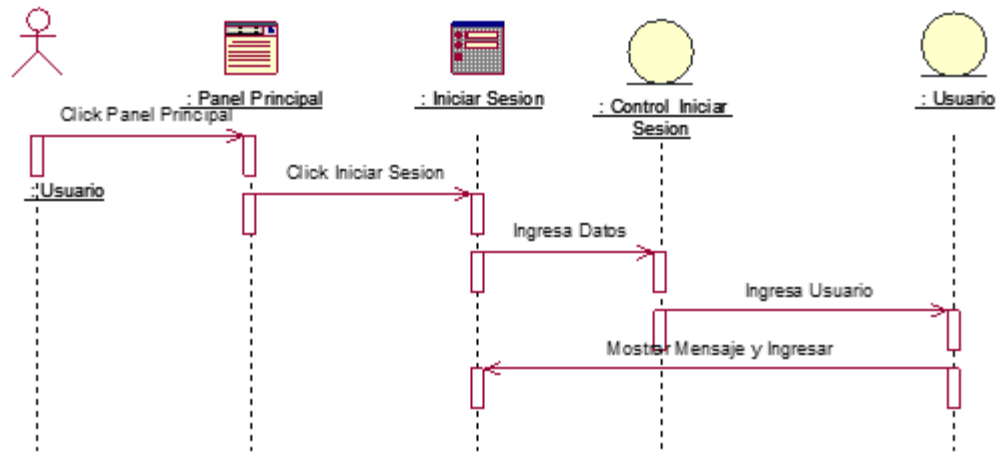 : Panel Principal
: Iniciar Sesion
: Control Iniciar
Sesion
: Usuario
Click Panel Principal
: Usuario
Click Iniciar Sesion
Ingresa Datos
Ingresa Usuario
Mostrar Mensaje y Ingresar